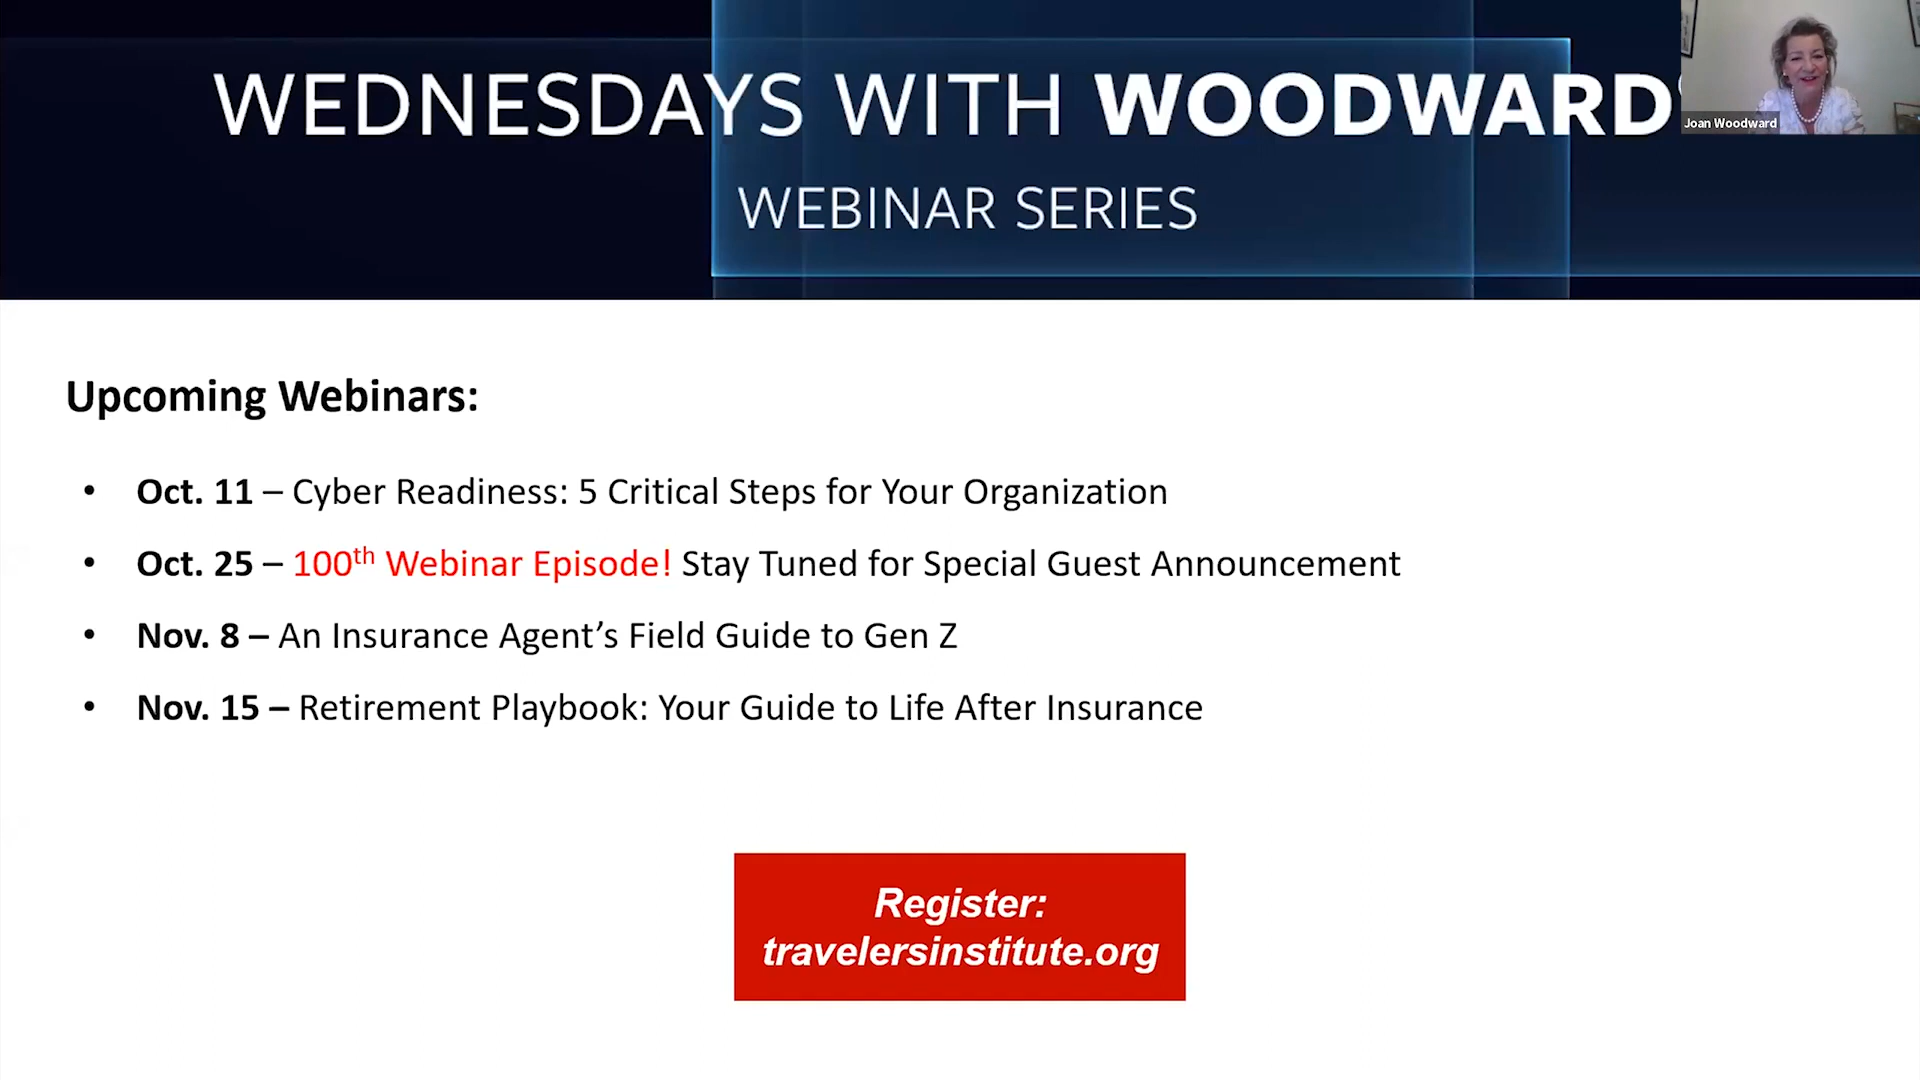 WEDNESDAYS WITH WOODWARD
Joan Woodward
WEBINAR SERIES
Upcoming Webinars:
• Oct. 11 – Cyber Readiness: 5 Critical Steps for Your Organization
• Oct. 25 – 100th Webinar Episode! Stay Tuned for Special Guest Announcement
• Nov. 8 – An Insurance Agent’s Field Guide to Gen Z
• Nov. 15 – Retirement Playbook: Your Guide to Life After Insurance
Register:
travelersinstitute.org